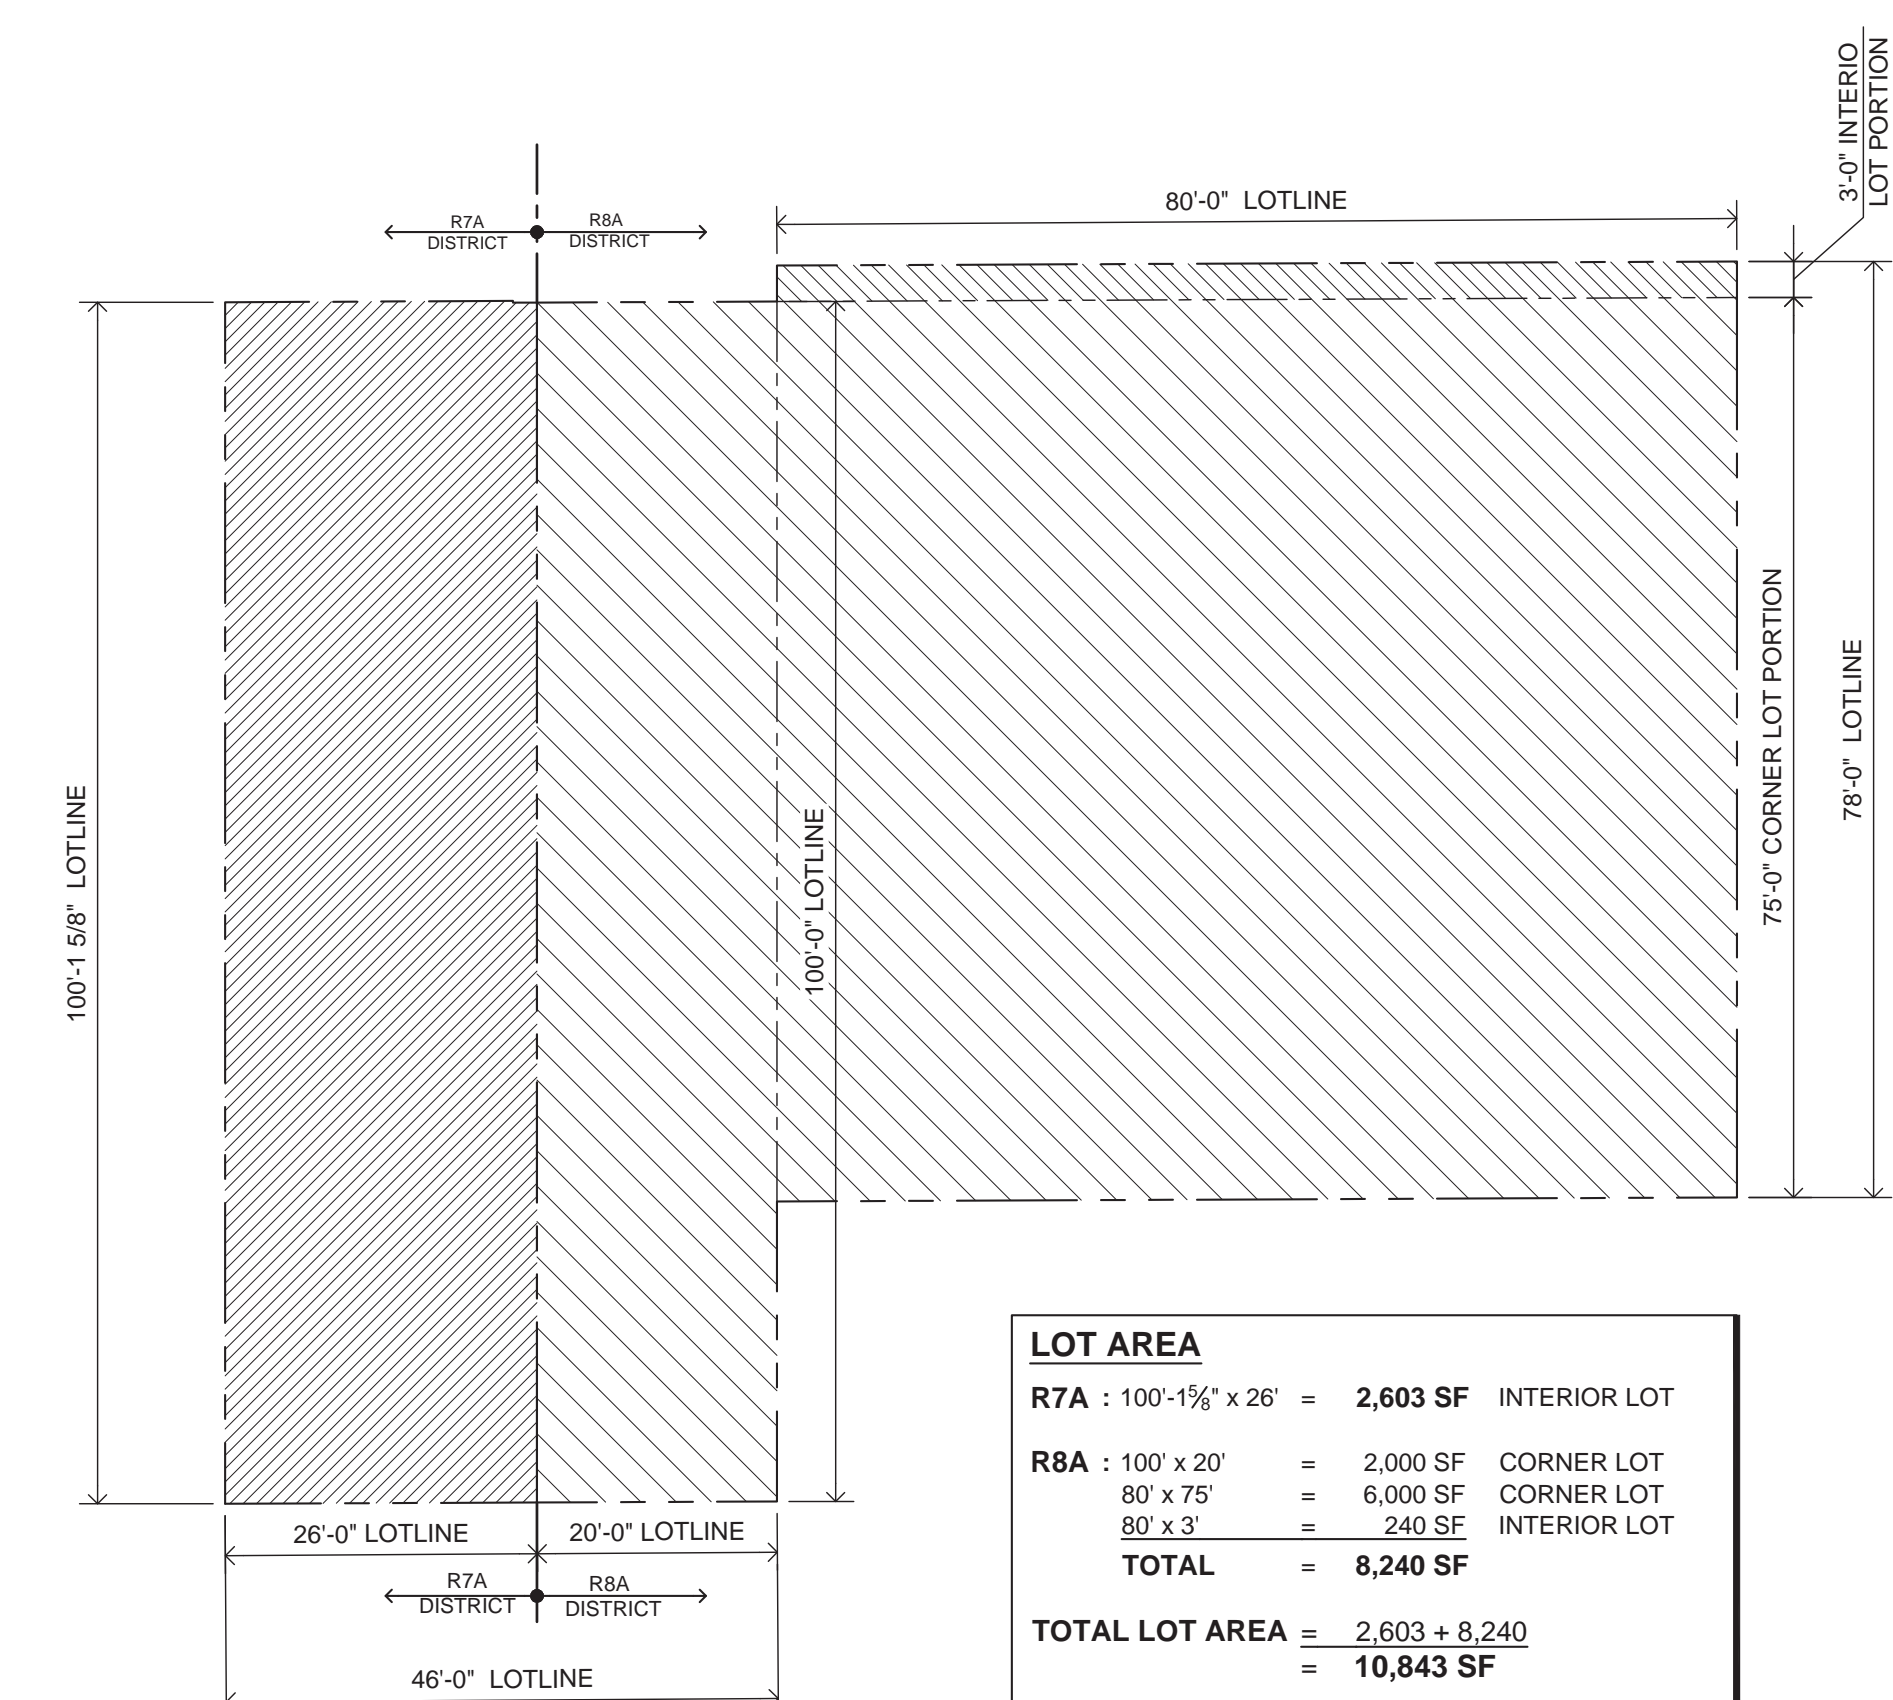 3'-0" INTERIO
LOT PORTION
80'-0" LOTLINE
R7A
DISTRICT
R8A
DISTRICT
100'-1 5/8" LOTLINE
100'-0" LOTLINE
75'-0" CORNER LOT PORTION
78'-0" LOTLINE
26'-0" LOTLINE
20'-0" LOTLINE
R7A
DISTRICT
R8A
DISTRICT
46'-0" LOTLINE
LOT AREA
R7A : 100'-1⅝" x 26' = 2,603 SF INTERIOR LOT
R8A : 100' x 20' = 2,000 SF CORNER LOT
80' x 75' = 6,000 SF CORNER LOT
80' x 3' = 240 SF INTERIOR LOT
TOTAL = 8,240 SF
TOTAL LOT AREA = 2,603 + 8,240
= 10,843 SF